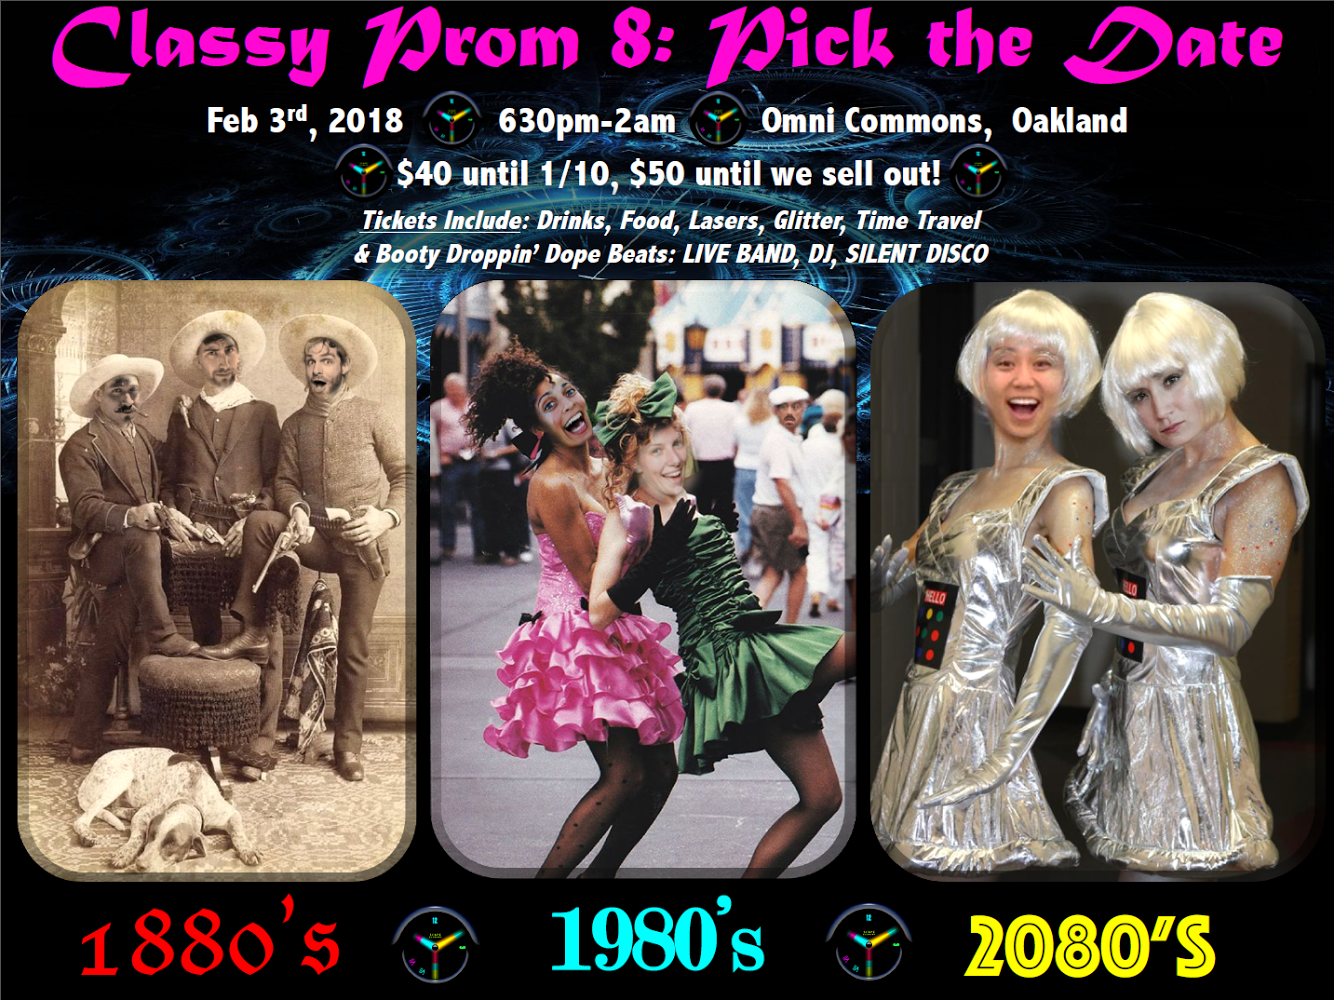 Classy Prom 8: Pick the Date
Feb 3rd, 2018 630pm-2am Omni Commons, Oakland
$40 until 1/10, $50 until we sell out!
Tickets Include: Drinks, Food, Lasers, Glitter, Time Travel
& Booty Droppin' Dope Beats: LIVE BAND, DJ, SILENT DISCO
HELLO
HELLO
1880's 1980's 2080'S